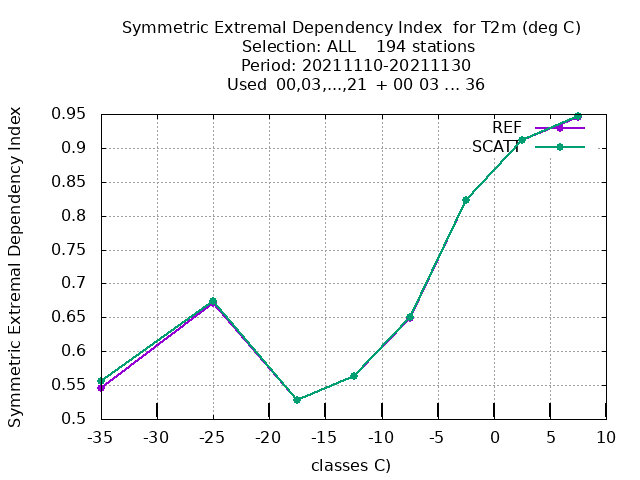 Symmetric Extremal Dependency Index  for T2m (deg C)
Selection: ALL    194 stations
Period: 20211110-20211130
Used  00,03,...,21  + 00 03 ... 36
Symmetric Extremal Dependency Index
0.95
0.9
0.85
0.8
0.75
0.7
0.65
0.6
0.55
0.5
REF
SCATT
-35 -30 -25 -20 -15 -10 -5 0 5 10
classes C)